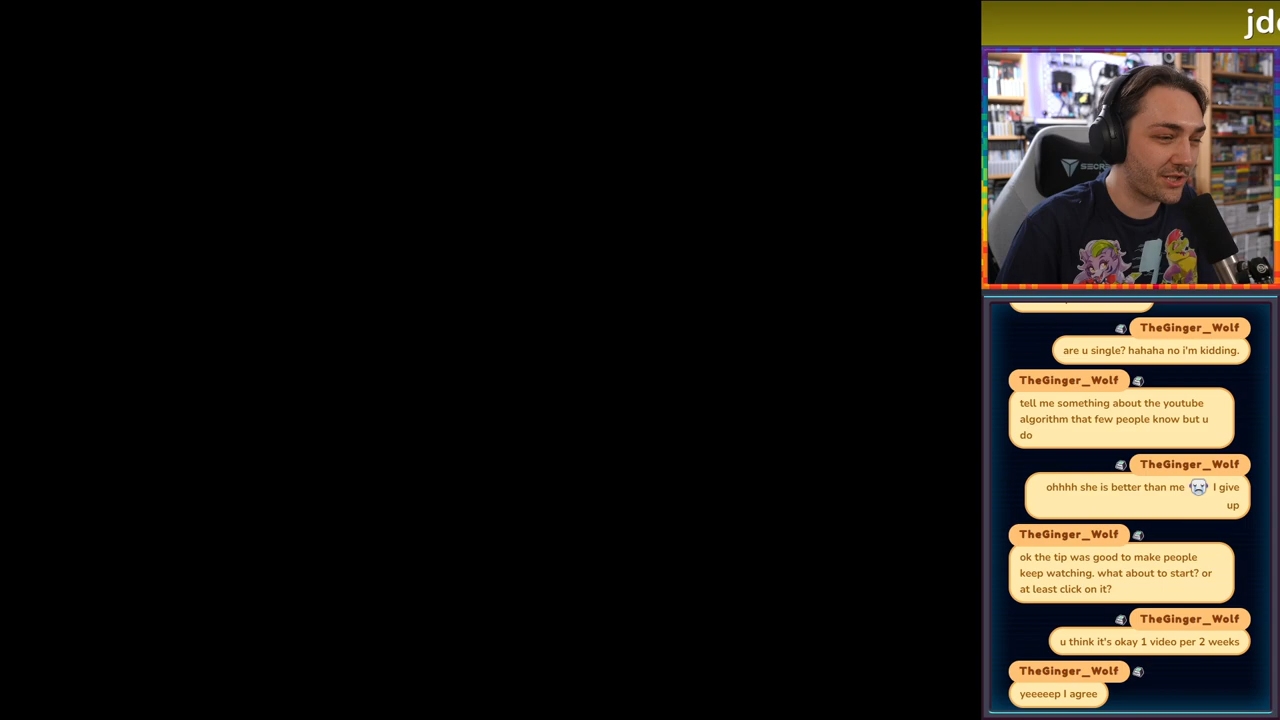 jd
SECR
TheGinger_Wolf
are u single? hahaha no i'm kidding.
TheGinger_Wolf
tell me something about the youtube
algorithm that few people know but u
do
TheGinger_Wolf
ohhhh she is better than me I give
up
TheGinger_Wolf
ok the tip was good to make people
keep watching. what about to start? or
at least click on it?
TheGinger_Wolf
u think it's okay 1 video per 2 weeks
TheGinger_Wolf
yeeeeep I agree